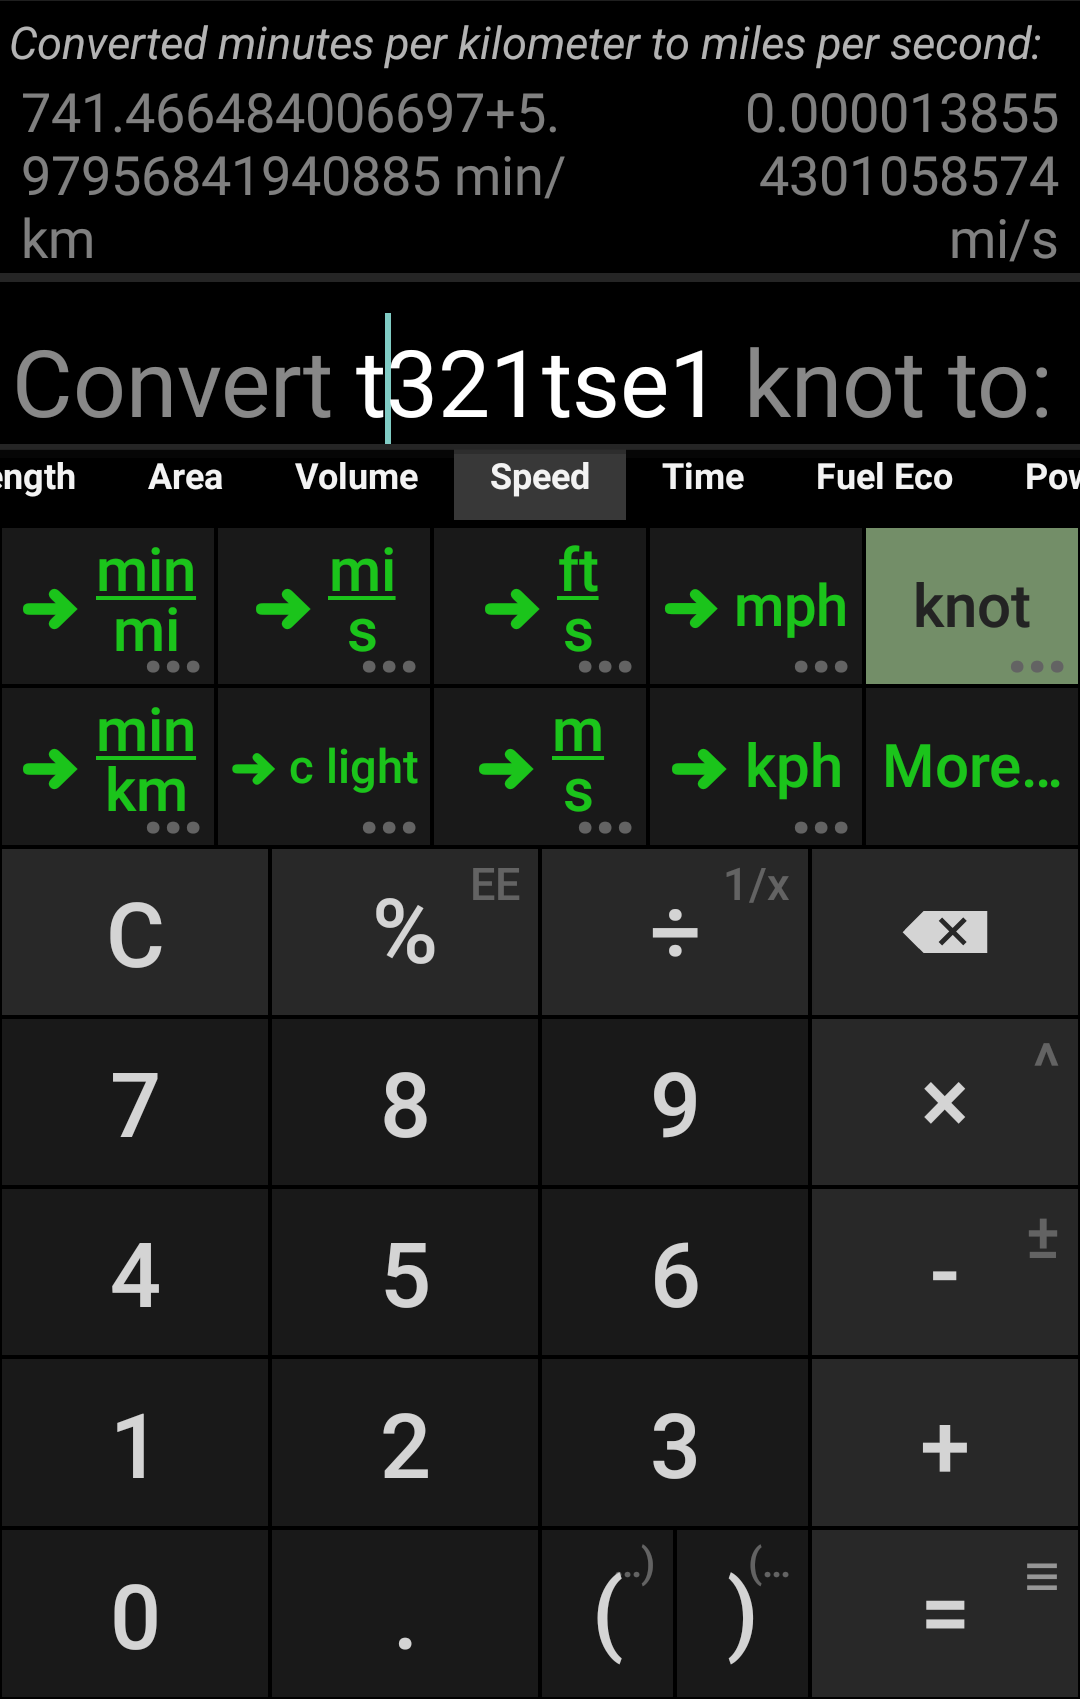 Converted minutes per kilometer to miles per second:
741.466484006697+5.
97956841940885 min/
km
0.000013855
4301058574
mi/s
Convert t321tse1 knot to:
ength Area Volume Speed Time Fuel Eco Pow
min
mi
mi
s
ft
s
mph
knot
min
km
c light
m
s
kph
More...
C % EE ÷ 1/x
7 8 9 × ^
4 5 6 - ±
1 2 3 +
0 . ( ..) ) (... =